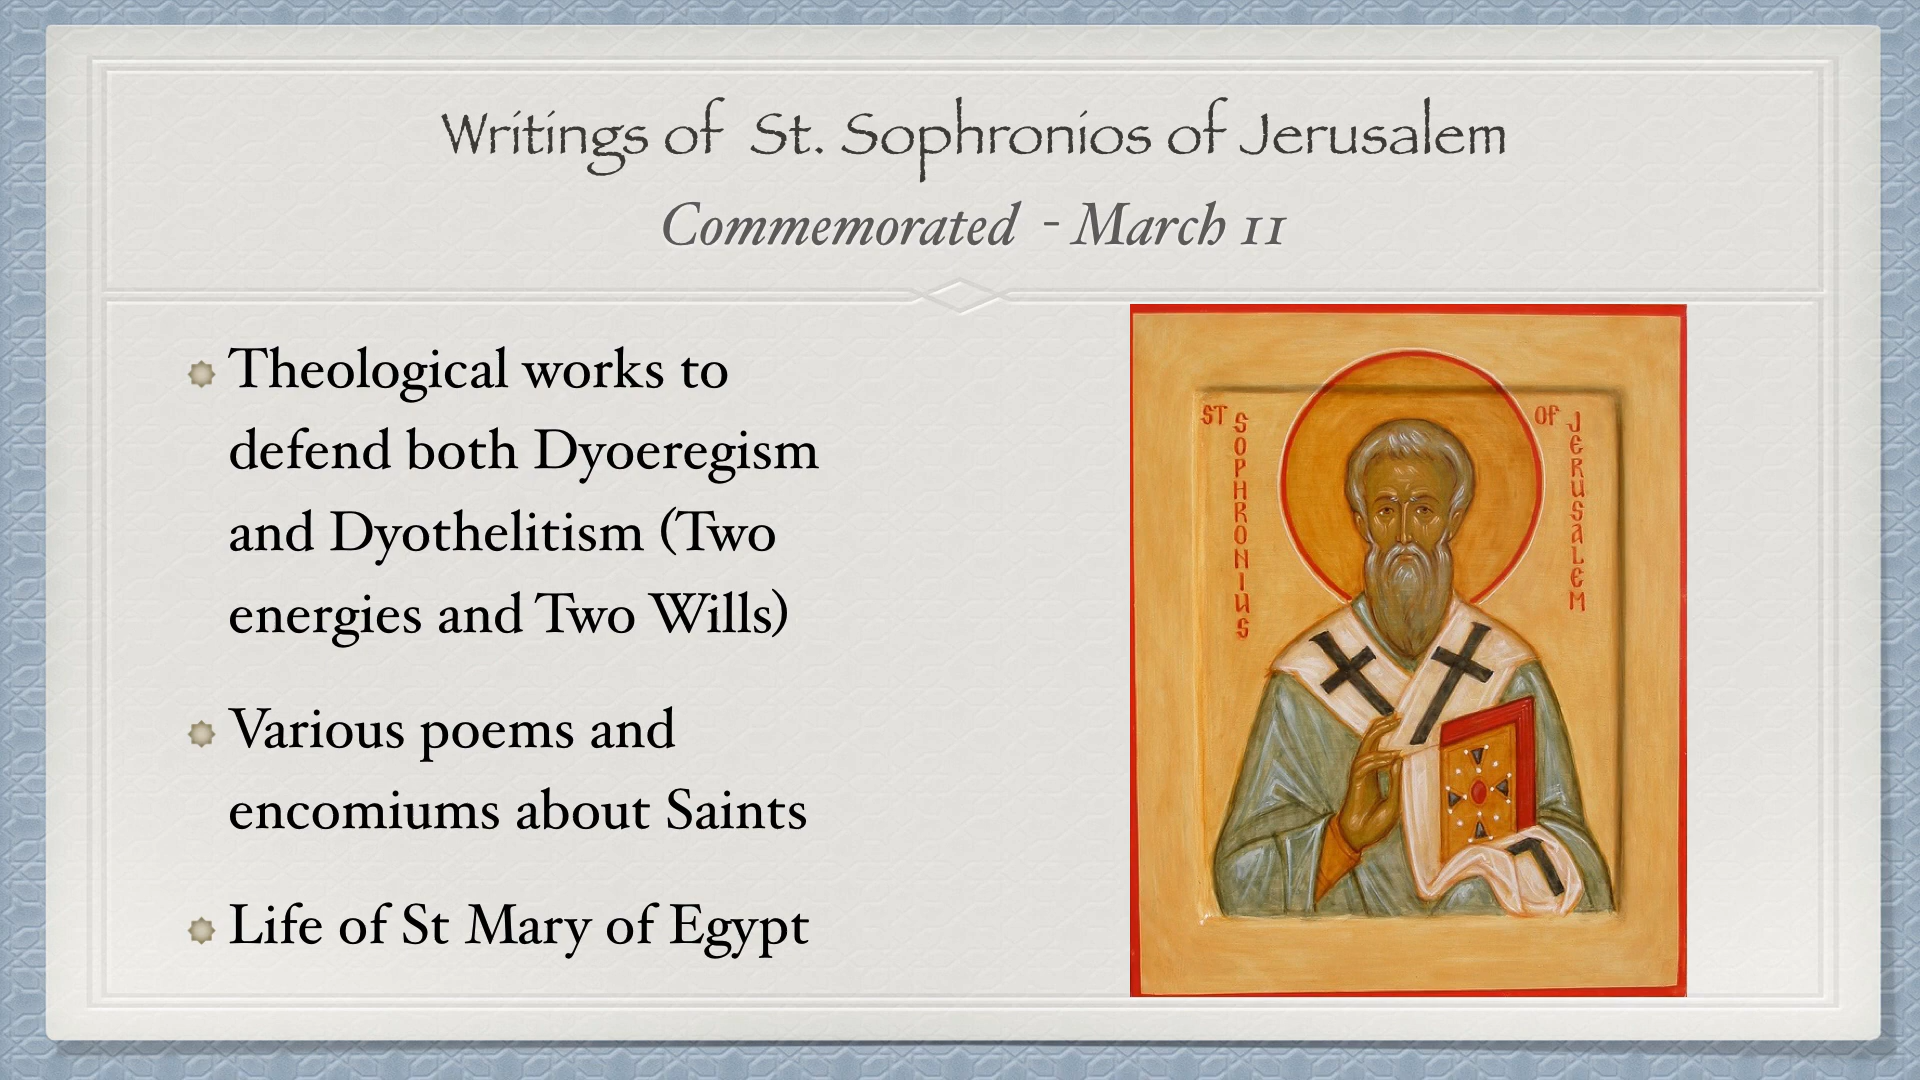 Writings of St. Sophronios of Jerusalem
Commemorated - March 11
Theological works to
defend both Dyoeregism
and Dyothelitism (Two
energies and Two Wills)
Various poems and
encomiums about Saints
Life of St Mary of Egypt
ST SOPHRONIUS
OF JERUSALEM